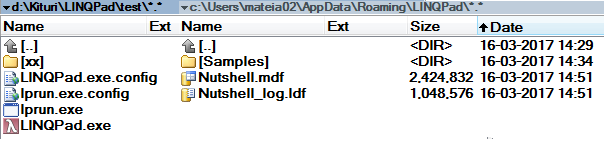 d:\Kituri\LINQPad\test\*.* c:\Users\mateia02\AppData\Roaming\LINQPad\*.*
Name Ext Name Ext Size Date
[..] [..] <DIR> 16-03-2017 14:29
[xx] [Samples] <DIR> 16-03-2017 14:34
LINQPad.exe.config Nutshell.mdf 2,424,832 16-03-2017 14:51
lprun.exe.config Nutshell_log.ldf 1,048,576 16-03-2017 14:51
lprun.exe
LINQPad.exe